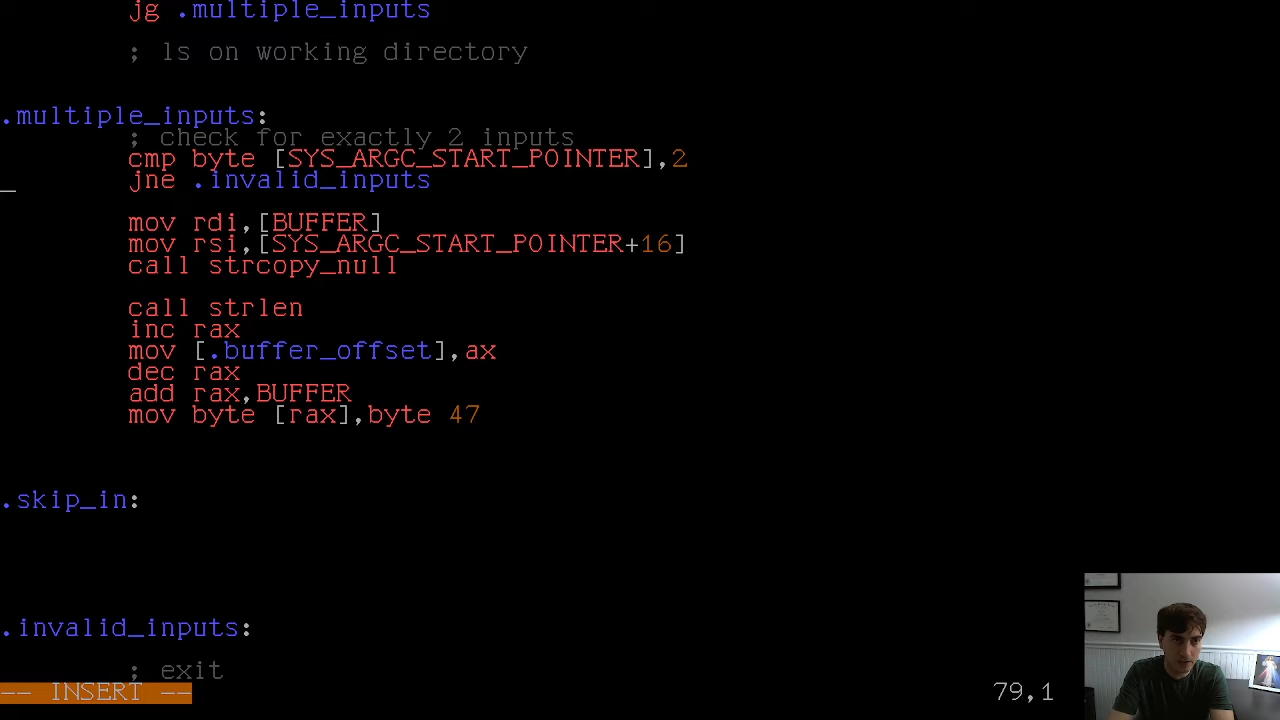 jg .multiple_inputs
; ls on working directory
.multiple_inputs:
; check for exactly 2 inputs
cmp byte [SYS_ARGC_START_POINTER],2
jne .invalid_inputs
mov rdi,[BUFFER]
mov rsi,[SYS_ARGC_START_POINTER+16]
call strcopy_null
call strlen
inc rax
mov [.buffer_offset],ax
dec rax
add rax,BUFFER
mov byte [rax],byte 47
.skip_in:
.invalid_inputs:
; exit
-- INSERT -- 79,1